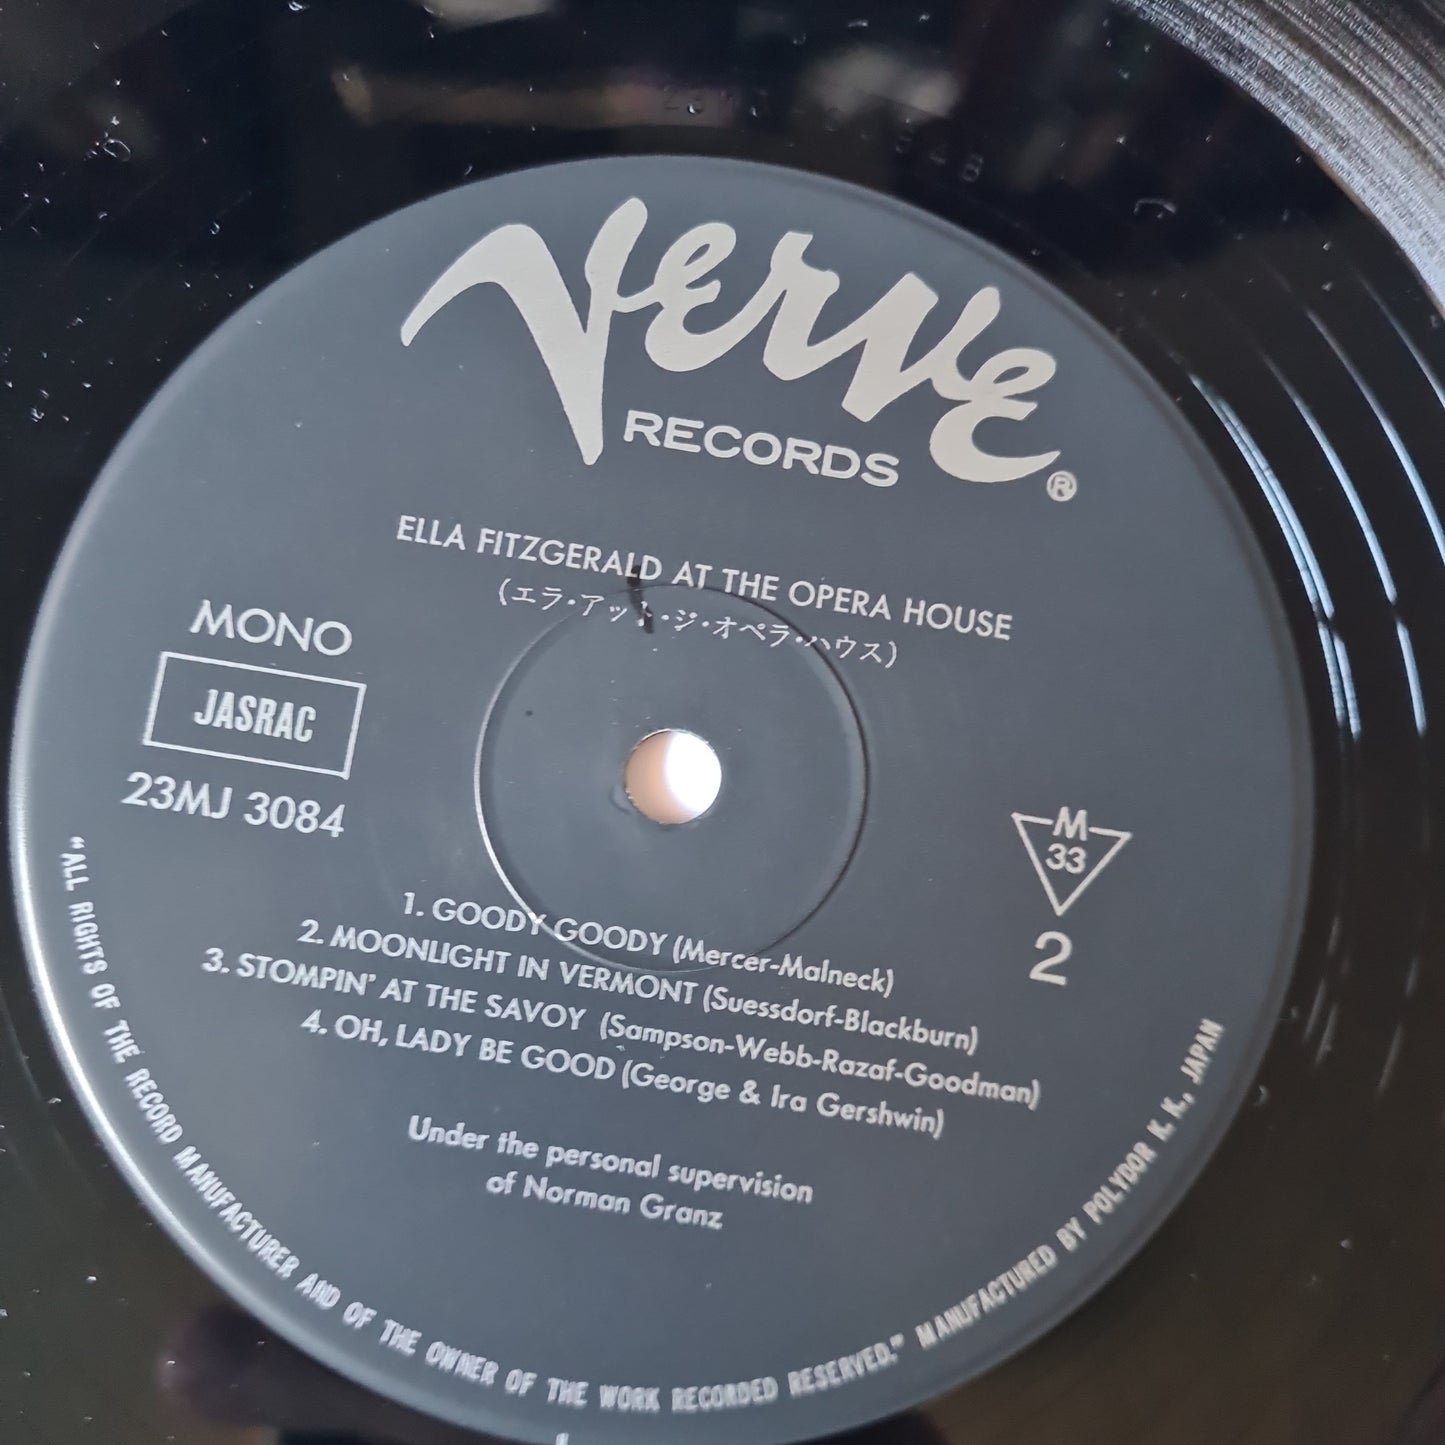 Verve
RECORDS ®
ELLA FITZGERALD AT THE OPERA HOUSE
(エラ・アット・ジ・オペラ・ハウス)
MONO
JASRAC
23MJ 3084
M
33
2
1. GOODY GOODY (Mercer-Malneck)
2. MOONLIGHT IN VERMONT (Suessdorf-Blackburn)
3. STOMPIN' AT THE SAVOY (Sampson-Webb-Razaf-Goodman)
4. OH, LADY BE GOOD (George & Ira Gershwin)
Under the personal supervision
of Norman Granz
"ALL RIGHTS OF THE RECORD MANUFACTURER AND OF THE OWNER OF THE WORK RECORDED RESERVED." MANUFACTURED BY POLYDOR K. K., JAPAN